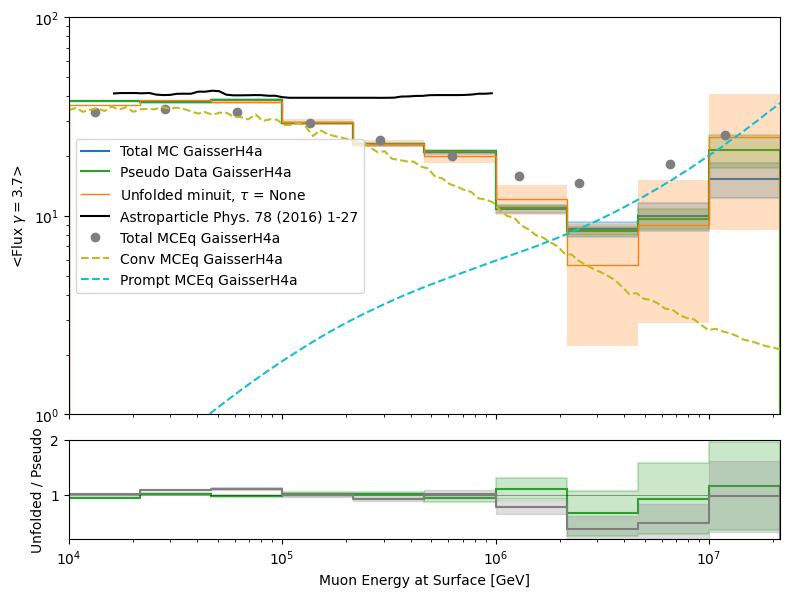 10²
Total MC GaisserH4a
Pseudo Data GaisserH4a
Unfolded minuit, τ = None
Astroparticle Phys. 78 (2016) 1-27
Total MCEq GaisserH4a
Conv MCEq GaisserH4a
Prompt MCEq GaisserH4a
<Flux γ = 3.7>
10¹
10⁰
2
1
Unfolded / Pseudo
10⁴ 10⁵ 10⁶ 10⁷
Muon Energy at Surface [GeV]